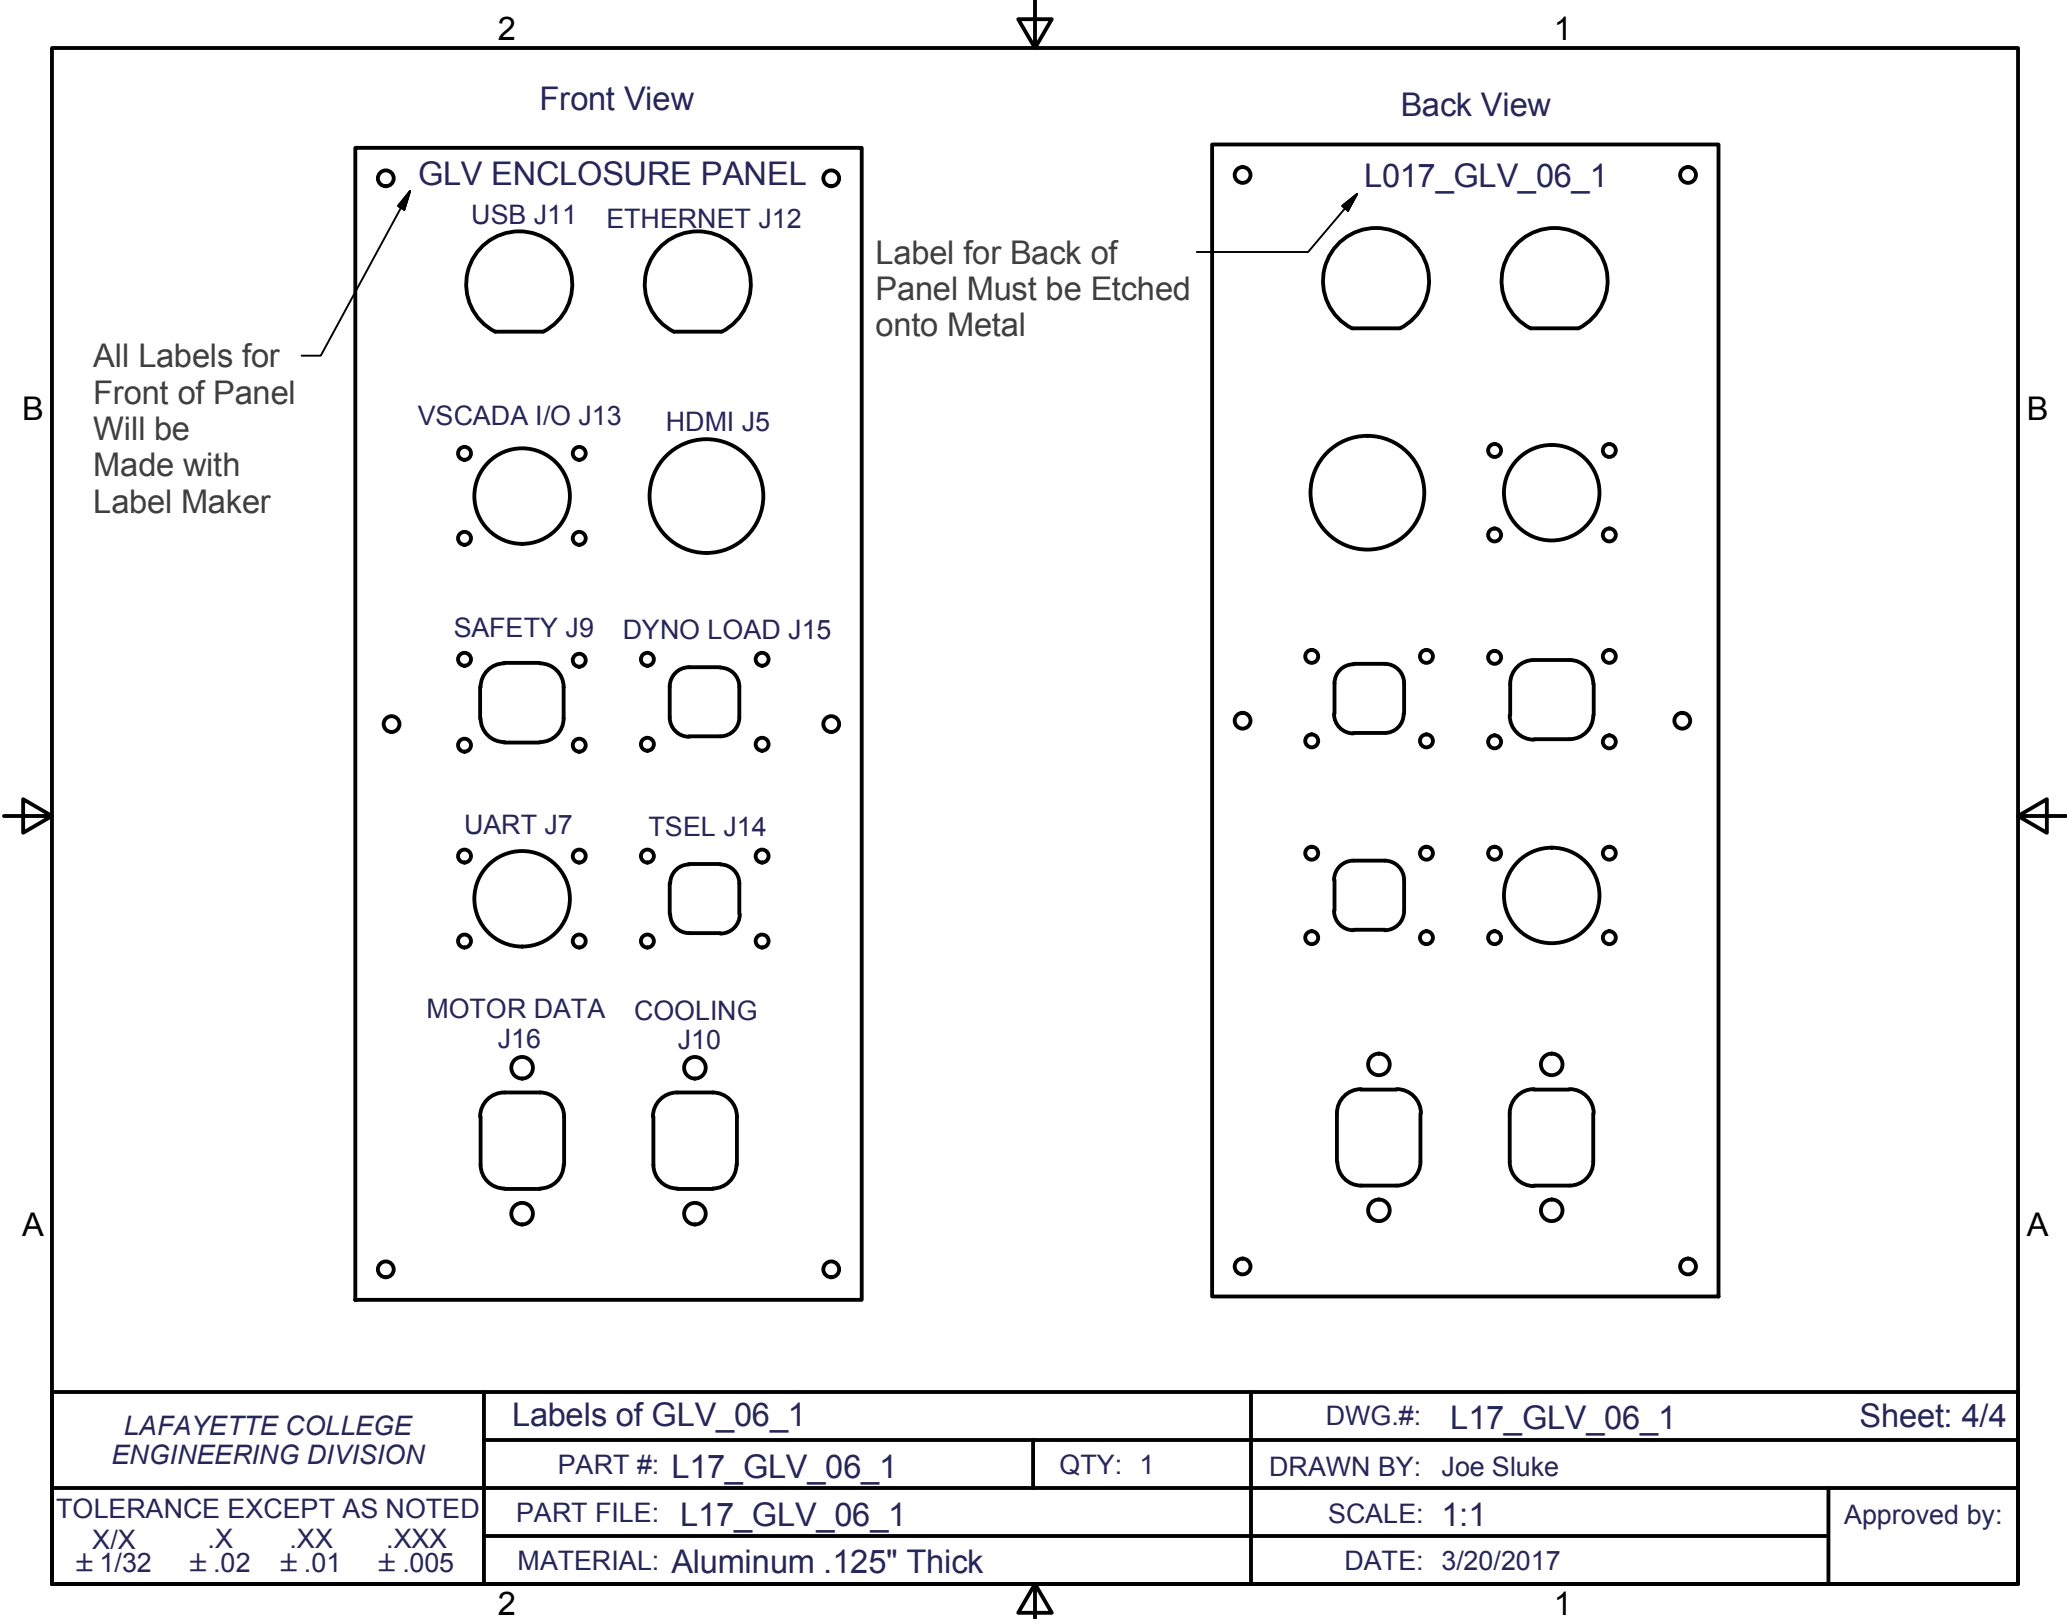 2
1
Front View
Back View
GLV ENCLOSURE PANEL
USB J11
ETHERNET J12
VSCADA I/O J13
HDMI J5
SAFETY J9
DYNO LOAD J15
UART J7
TSEL J14
MOTOR DATA
J16
COOLING
J10
All Labels for
Front of Panel
Will be
Made with
Label Maker
L017_GLV_06_1
Label for Back of
Panel Must be Etched
onto Metal
B
B
A
A
LAFAYETTE COLLEGE
ENGINEERING DIVISION
TOLERANCE EXCEPT AS NOTED
X/X .X .XX .XXX
± 1/32 ± .02 ± .01 ± .005
Labels of GLV_06_1
PART #: L17_GLV_06_1
QTY: 1
PART FILE: L17_GLV_06_1
MATERIAL: Aluminum .125" Thick
DWG.#: L17_GLV_06_1 Sheet: 4/4
DRAWN BY: Joe Sluke
SCALE: 1:1
DATE: 3/20/2017
Approved by:
2
1